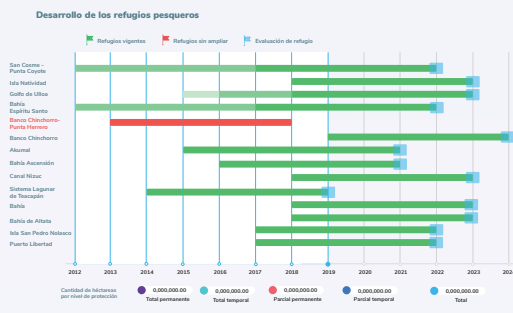 Desarrollo de los refugios pesqueros
Refugios vigentes
Refugios sin ampliar
Evaluación de refugio
San Cosme -
Punta Coyote
Isla Natividad
Golfo de Ulloa
Bahía
Espíritu Santo
Banco Chinchorro-
Punta Herrero
Banco Chinchorro
Akumal
Bahía Ascensión
Canal Nizuc
Sistema Lagunar
de Teacapán
Bahía
Bahía de Altata
Isla San Pedro Nolasco
Puerto Libertad
2012
2013
2014
2015
2016
2017
2018
2019
2020
2021
2022
2023
2024
Cantidad de héctareas
por nivel de protección
0,000,000.00
Total permanente
0,000,000.00
Total temporal
0,000,000.00
Parcial permanente
0,000,000.00
Parcial temporal
0,000,000.00
Total